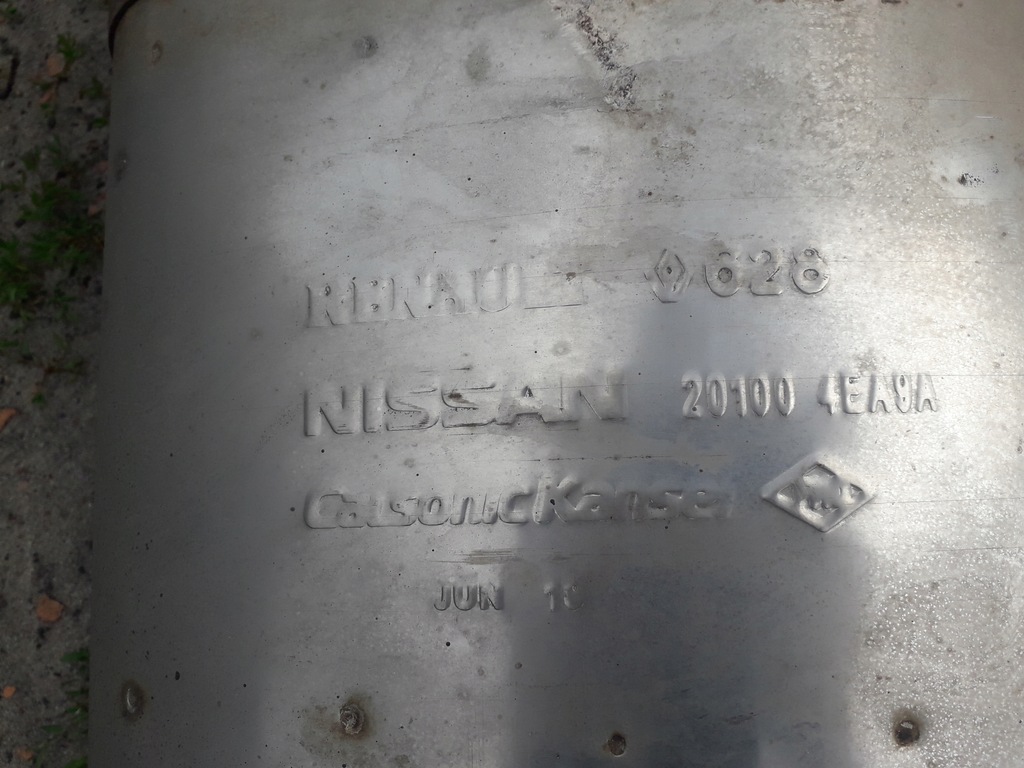 RENAULT 628
NISSAN 20100 4EA9A
CalsonicKansei
JUN